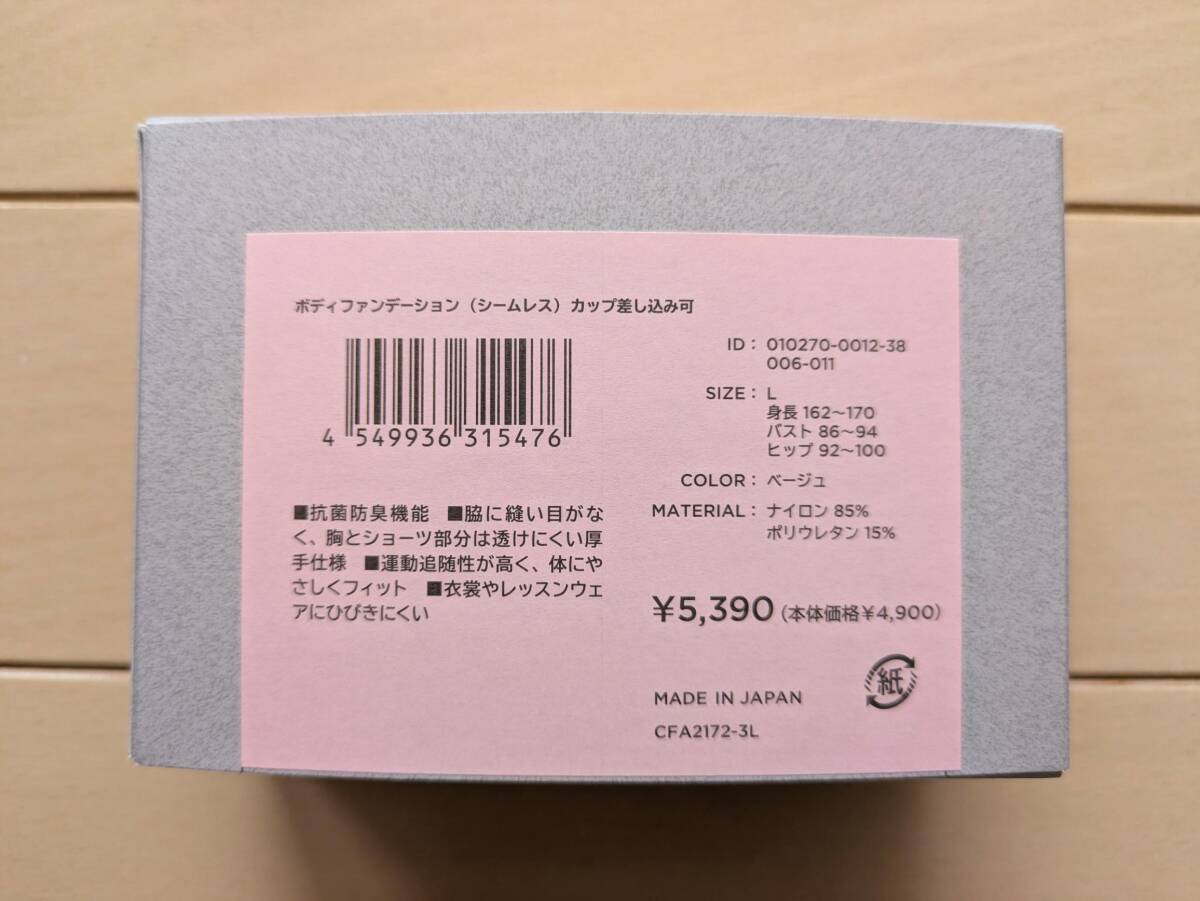 ボディファンデーション（シームレス）カップ差し込み可
4 549936 315476
■抗菌防臭機能 ■脇に縫い目がな
く、胸とショーツ部分は透けにくい厚
手仕様 ■運動追随性が高く、体にや
さしくフィット ■衣裳やレッスンウェ
アにひびきにくい
ID： 010270-0012-38
006-011
SIZE： L
身長 162～170
バスト 86～94
ヒップ 92～100
COLOR： ベージュ
MATERIAL： ナイロン 85%
ポリウレタン 15%
￥5,390（本体価格￥4,900）
紙
MADE IN JAPAN
CFA2172-3L